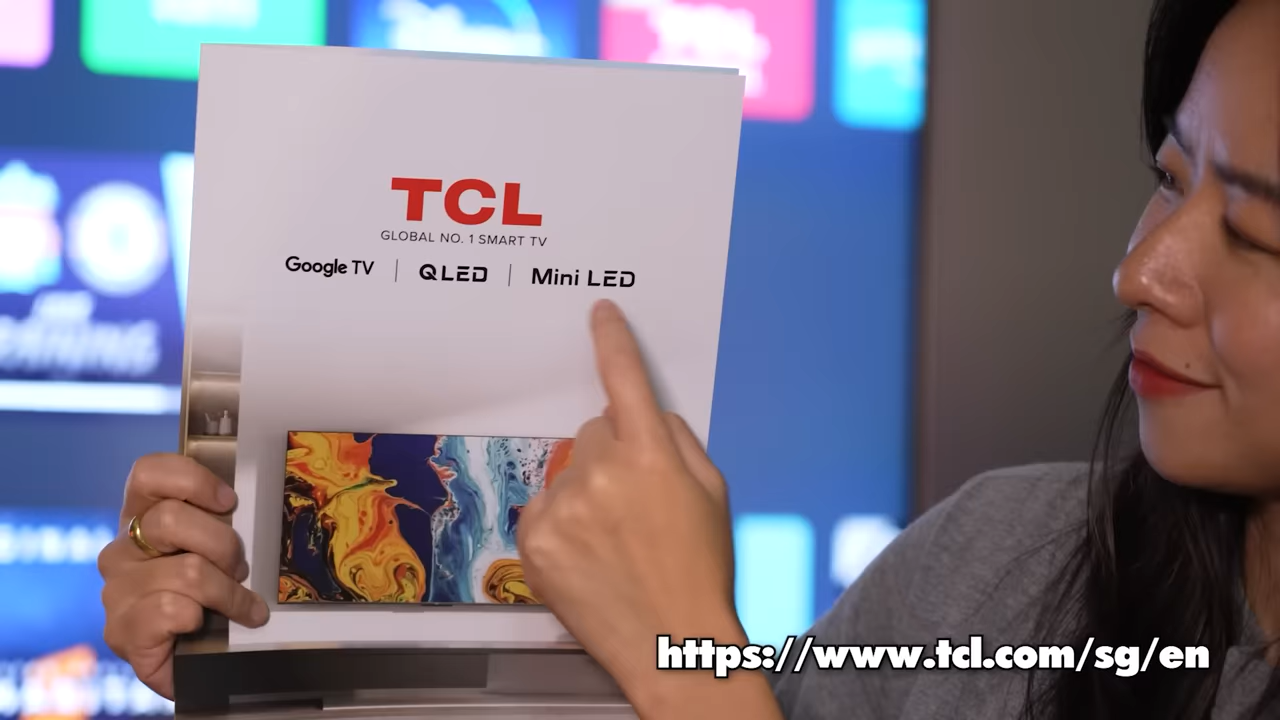 TCL
GLOBAL NO. 1 SMART TV
Google TV | QLED | Mini LED
https://www.tcl.com/sg/en